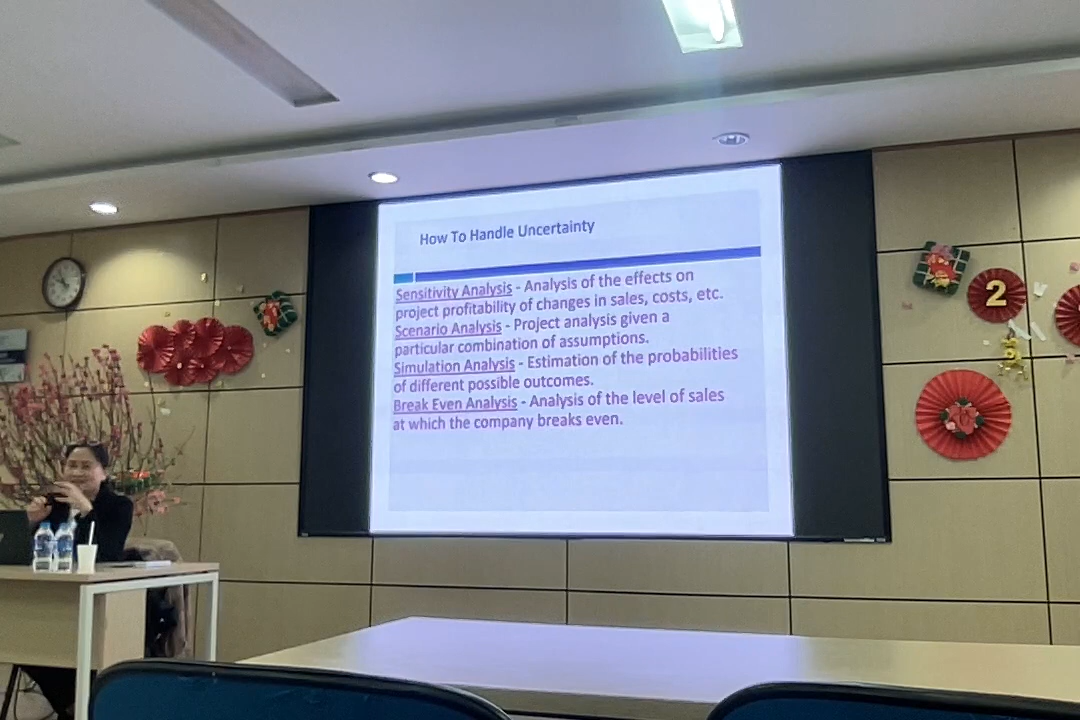 How To Handle Uncertainty
Sensitivity Analysis - Analysis of the effects on
project profitability of changes in sales, costs, etc.
Scenario Analysis - Project analysis given a
particular combination of assumptions.
Simulation Analysis - Estimation of the probabilities
of different possible outcomes.
Break Even Analysis - Analysis of the level of sales
at which the company breaks even.
2